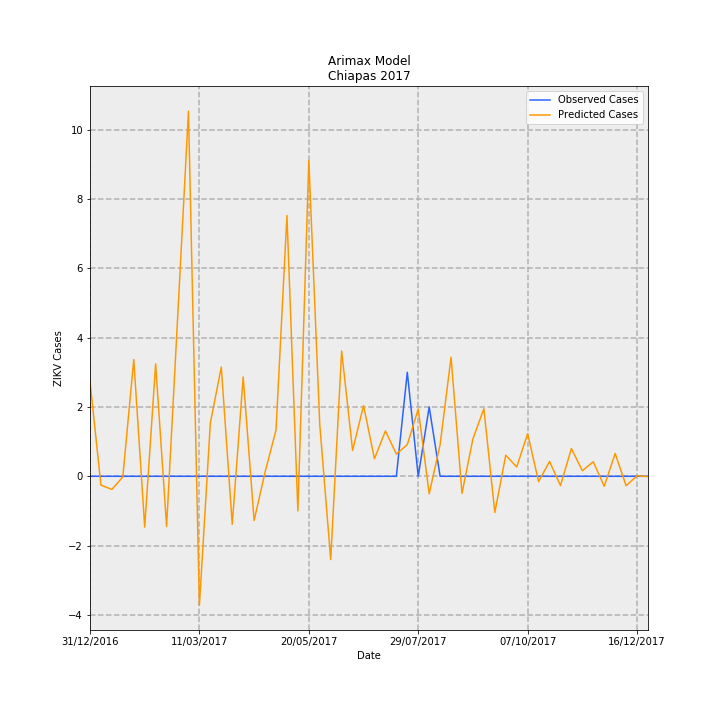 Arimax Model
Chiapas 2017
Observed Cases
Predicted Cases
ZIKV Cases
10
8
6
4
2
0
−2
−4
31/12/2016 11/03/2017 20/05/2017 29/07/2017 07/10/2017 16/12/2017
Date